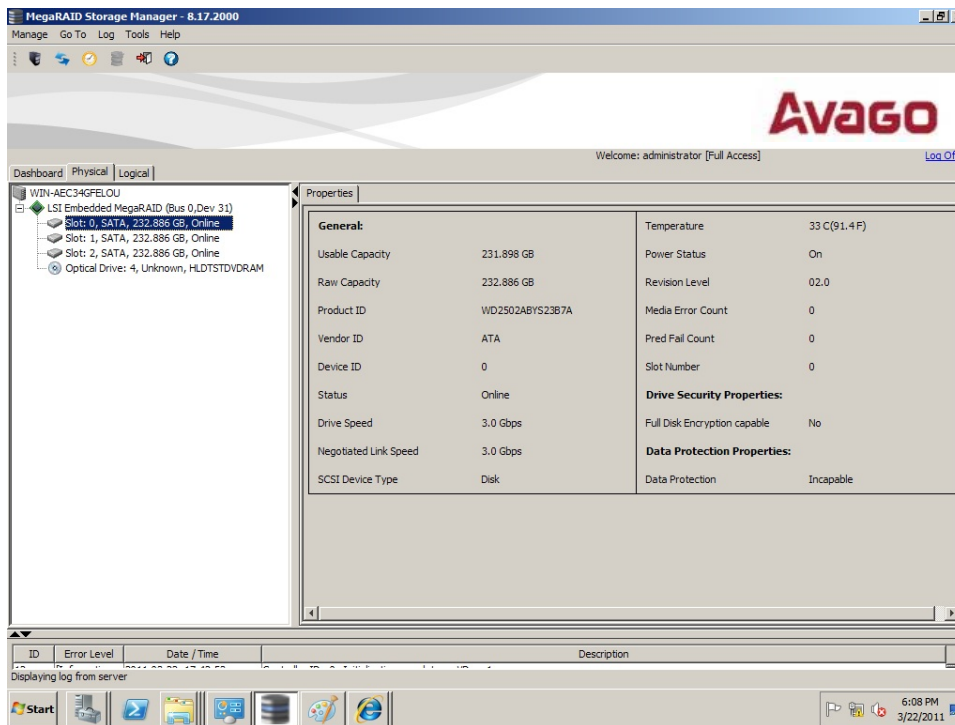 MegaRAID Storage Manager - 8.17.2000
Manage Go To Log Tools Help
AVAGO
Welcome: administrator [Full Access]
Log Of
Dashboard Physical Logical
WIN-AEC34GFELOU
LSI Embedded MegaRAID (Bus 0,Dev 31)
Slot: 0, SATA, 232.886 GB, Online
Slot: 1, SATA, 232.886 GB, Online
Slot: 2, SATA, 232.886 GB, Online
Optical Drive: 4, Unknown, HLDTSTDVDRAM
Properties
General:
Usable Capacity 231.898 GB
Raw Capacity 232.886 GB
Product ID WD2502ABYS23B7A
Vendor ID ATA
Device ID 0
Status Online
Drive Speed 3.0 Gbps
Negotiated Link Speed 3.0 Gbps
SCSI Device Type Disk
Temperature 33 C(91.4 F)
Power Status On
Revision Level 02.0
Media Error Count 0
Pred Fail Count 0
Slot Number 0
Drive Security Properties:
Full Disk Encryption capable No
Data Protection Properties:
Data Protection Incapable
ID Error Level Date / Time Description
Displaying log from server
Start
6:08 PM
3/22/2011